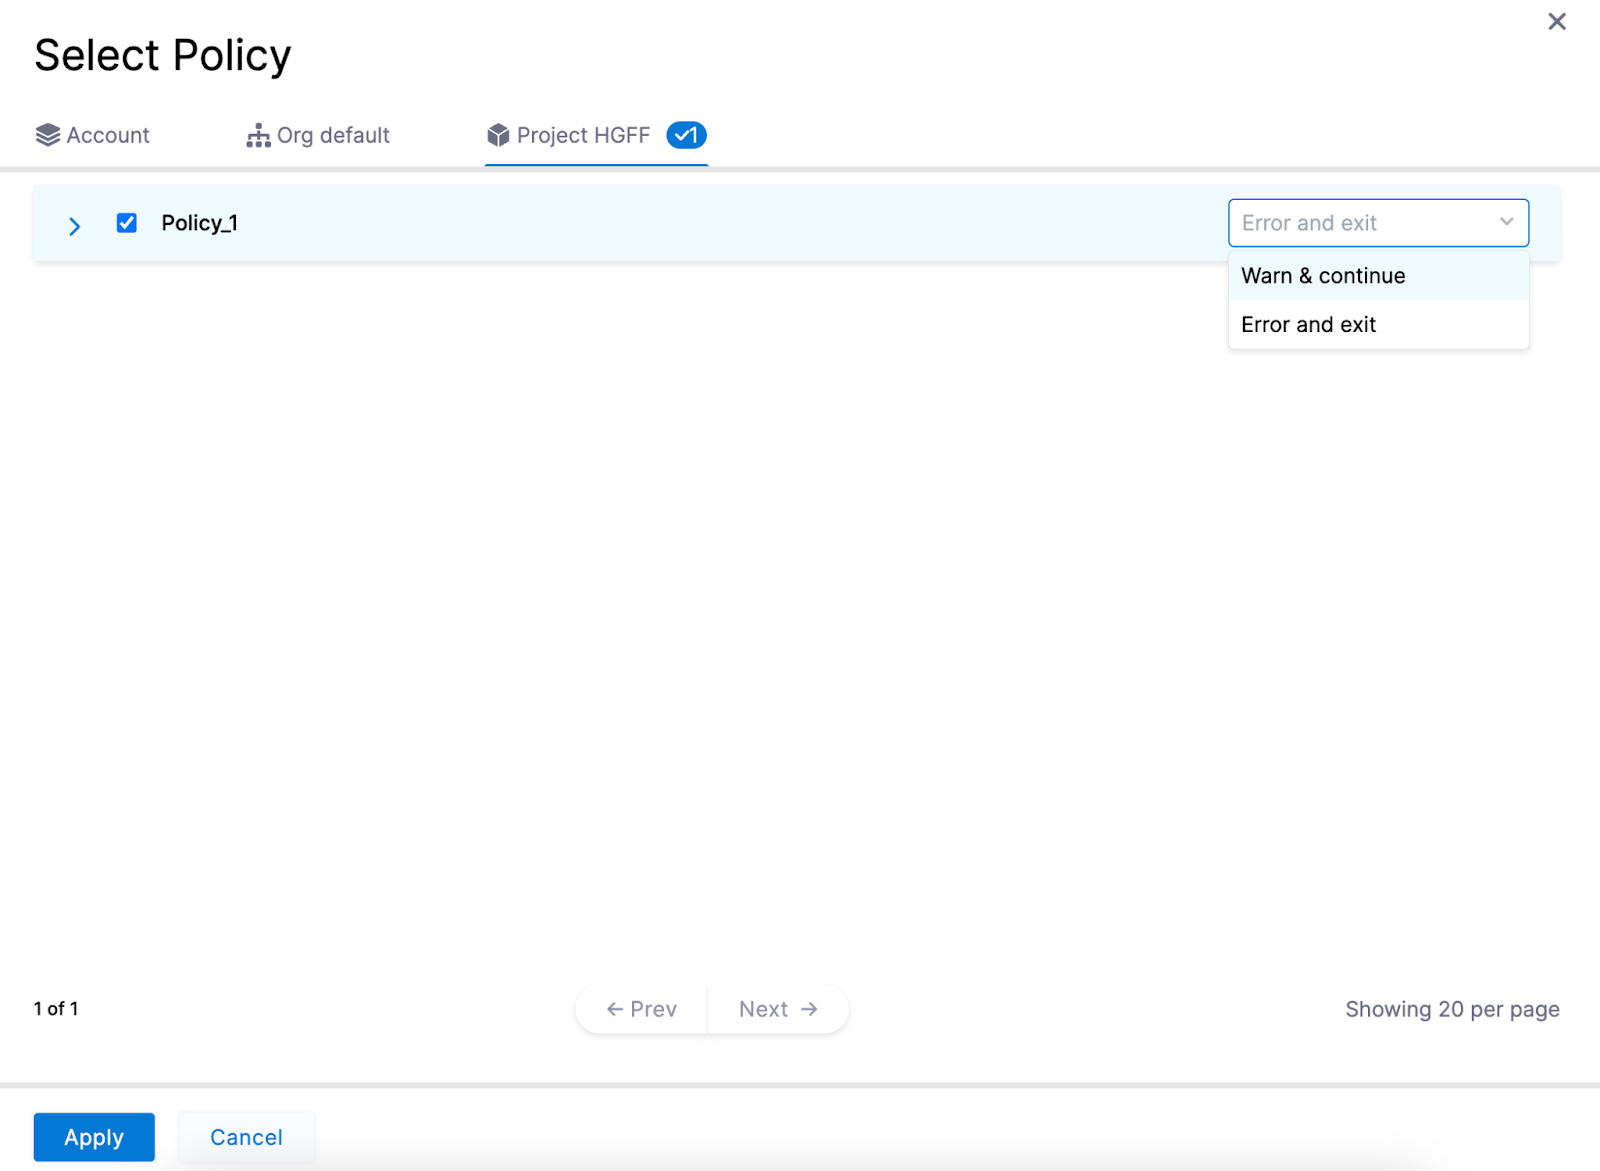 Select Policy
Account
Org default
Project HGFF
1
Policy_1
Error and exit
Warn & continue
Error and exit
1 of 1
Prev
Next
Showing 20 per page
Apply
Cancel